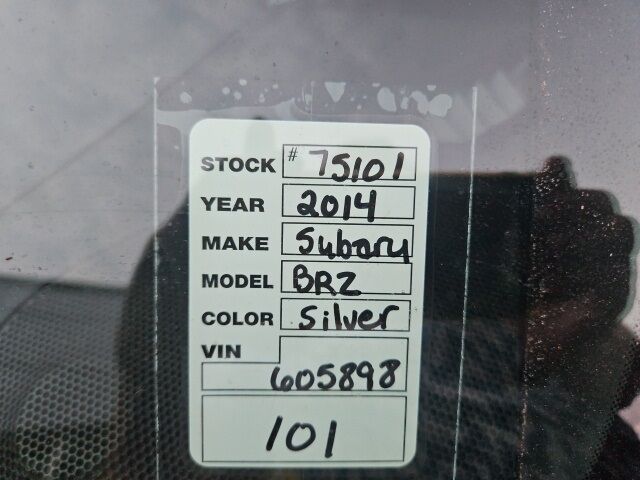 STOCK # 75101
YEAR 2014
MAKE Subaru
MODEL BRZ
COLOR Silver
VIN
605898
101